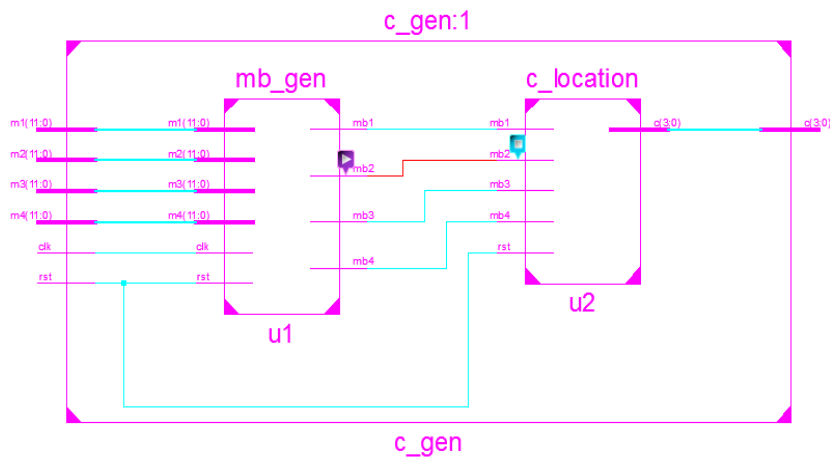 c_gen:1
mb_gen
c_location
m1(11:0) m1(11:0) mb1 mb1 c(3:0) c(3:0)
m2(11:0) m2(11:0) mb2 mb2
m3(11:0) m3(11:0) mb3 mb3
m4(11:0) m4(11:0) mb4 mb4
clk clk rst
rst rst
u1
u2
c_gen